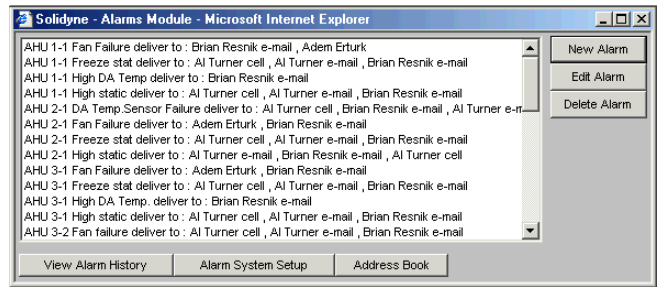 Solidyne - Alarms Module - Microsoft Internet Explorer
AHU 1-1 Fan Failure deliver to : Brian Resnik e-mail , Adem Erturk
AHU 1-1 Freeze stat deliver to : Al Turner cell , Al Turner e-mail , Brian Resnik e-mail
AHU 1-1 High DA Temp deliver to : Brian Resnik e-mail
AHU 1-1 High static deliver to : Al Turner cell , Al Turner e-mail , Brian Resnik e-mail
AHU 2-1 DA Temp.Sensor Failure deliver to : Al Turner cell , Brian Resnik e-mail , Al Turner e-m
AHU 2-1 Fan Failure deliver to : Adem Erturk , Brian Resnik e-mail
AHU 2-1 Freeze stat deliver to : Al Turner cell , Al Turner e-mail , Brian Resnik e-mail
AHU 2-1 High static deliver to : Al Turner e-mail , Brian Resnik e-mail , Al Turner cell
AHU 3-1 Fan Failure deliver to : Adem Erturk , Brian Resnik e-mail
AHU 3-1 Freeze stat deliver to : Al Turner cell , Al Turner e-mail , Brian Resnik e-mail
AHU 3-1 High DA Temp. deliver to : Brian Resnik e-mail
AHU 3-1 High static deliver to : Al Turner cell , Al Turner e-mail , Brian Resnik e-mail
AHU 3-2 Fan failure deliver to : Al Turner cell , Al Turner e-mail , Brian Resnik e-mail
New Alarm
Edit Alarm
Delete Alarm
View Alarm History
Alarm System Setup
Address Book